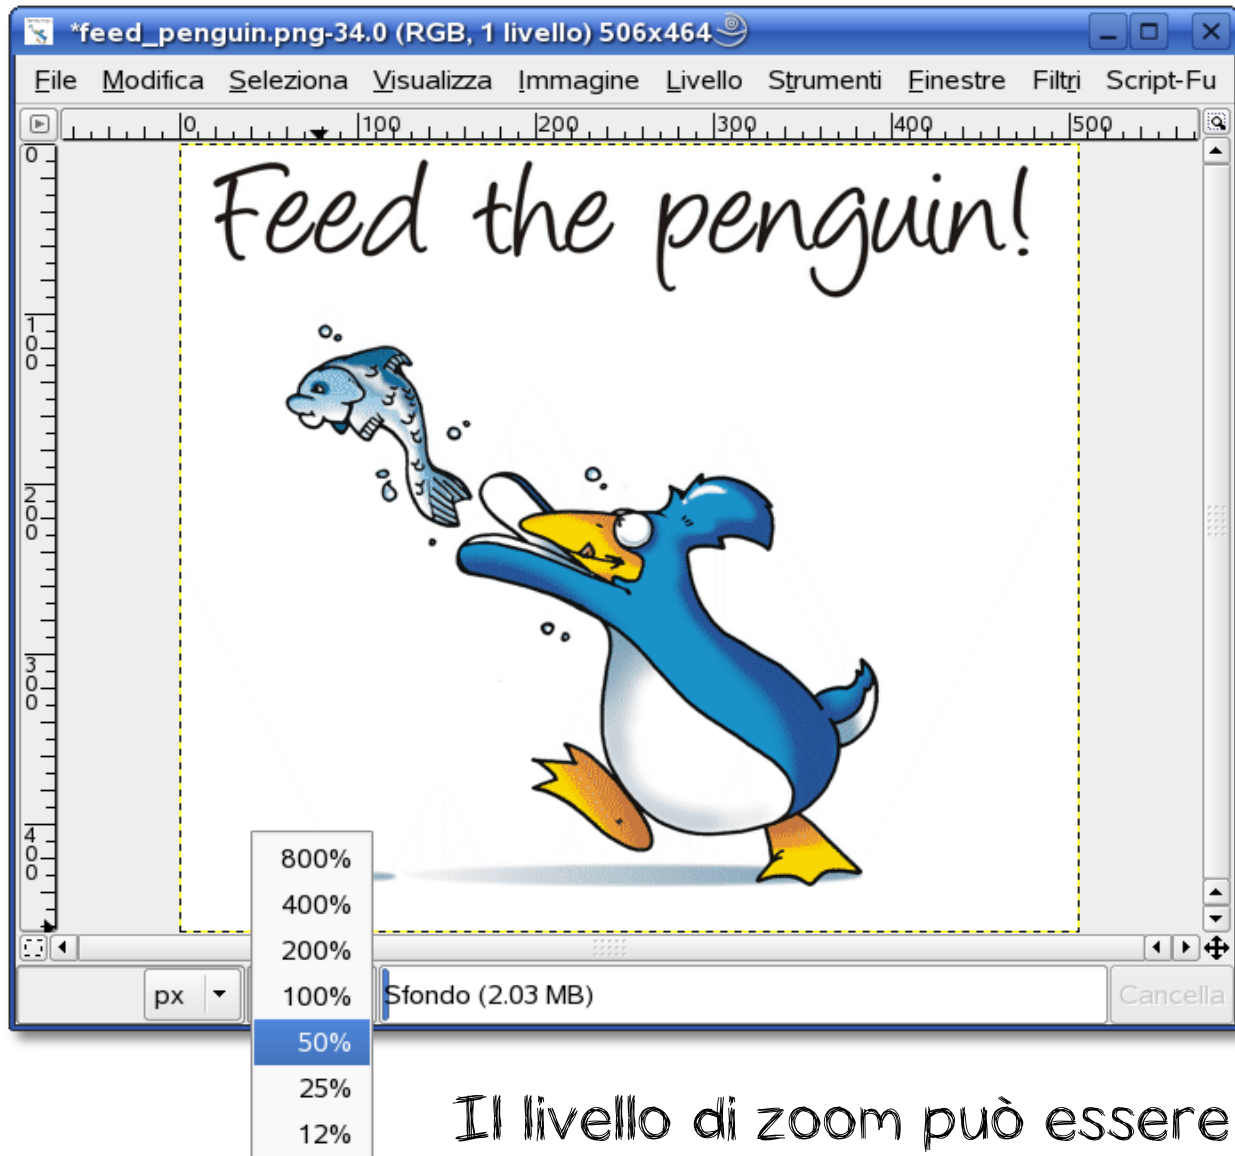 *feed_penguin.png-34.0 (RGB, 1 livello) 506x464
File Modifica Seleziona Visualizza Immagine Livello Strumenti Finestre Filtri Script-Fu
0 100 200 300 400 500
0
100
200
300
400
Feed the penguin!
800%
400%
200%
100%
50%
25%
12%
px
Sfondo (2.03 MB)
Cancella
Il livello di zoom può essere